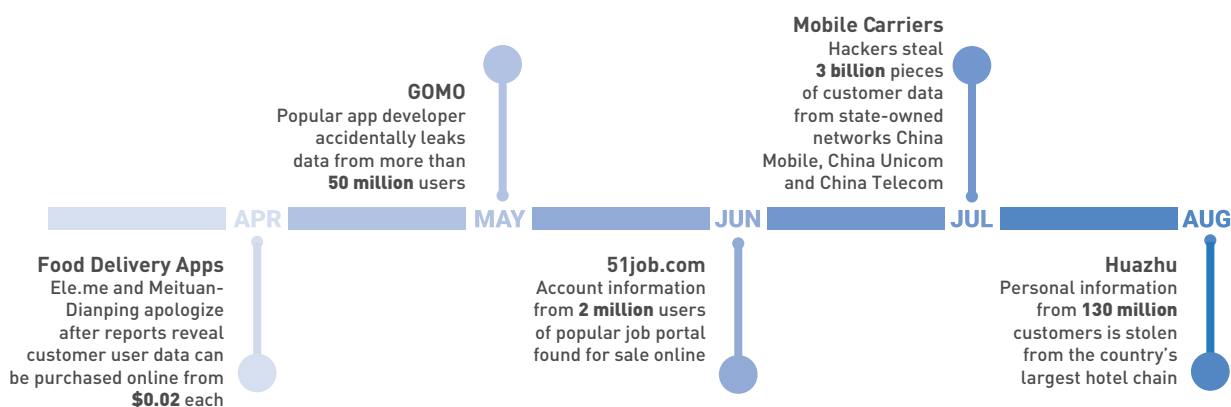 Mobile Carriers
Hackers steal
3 billion pieces
of customer data
from state-owned
networks China
Mobile, China Unicom
and China Telecom
GOMO
Popular app developer
accidentally leaks
data from more than
50 million users
APR MAY JUN JUL AUG
Food Delivery Apps
Ele.me and Meituan-
Dianping apologize
after reports reveal
customer user data can
be purchased online from
$0.02 each
51job.com
Account information
from 2 million users
of popular job portal
found for sale online
Huazhu
Personal information
from 130 million
customers is stolen
from the country's
largest hotel chain